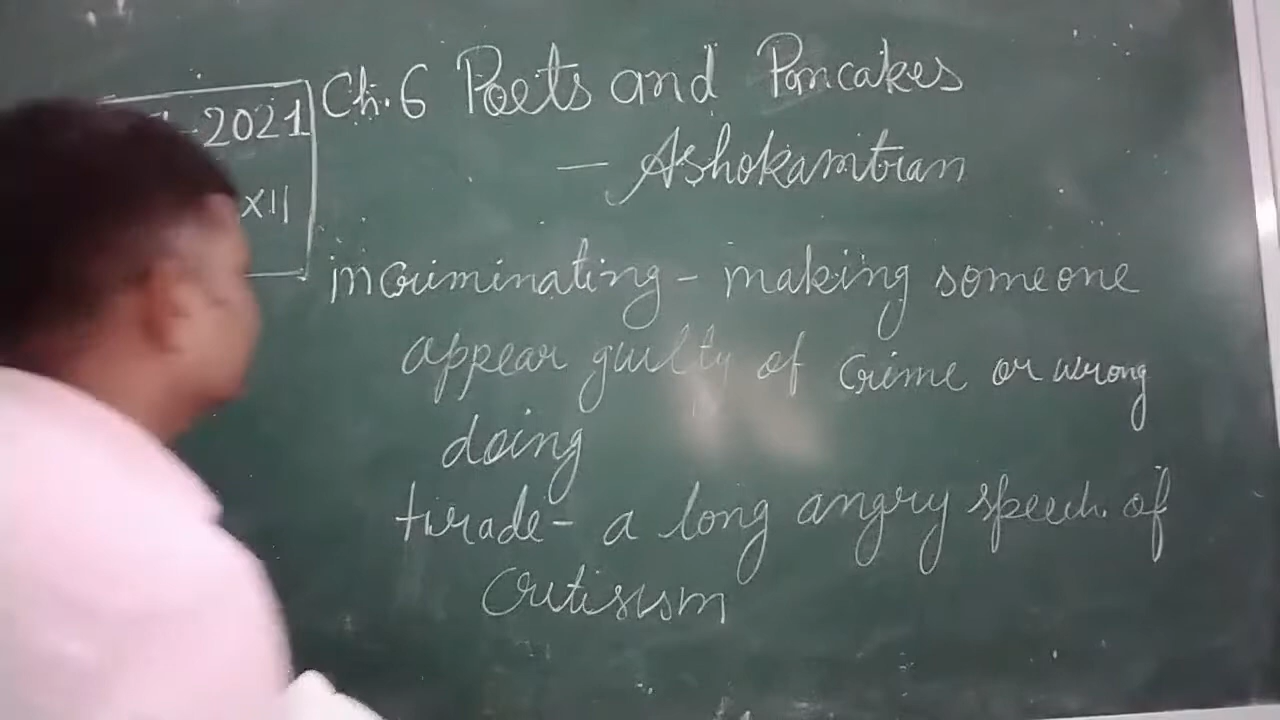 -2021
XII
Ch.6 Poets and Pancakes
- Ashokamitran
incriminating - making someone
appear guilty of crime or wrong
doing
tirade - a long angry speech of
critisism